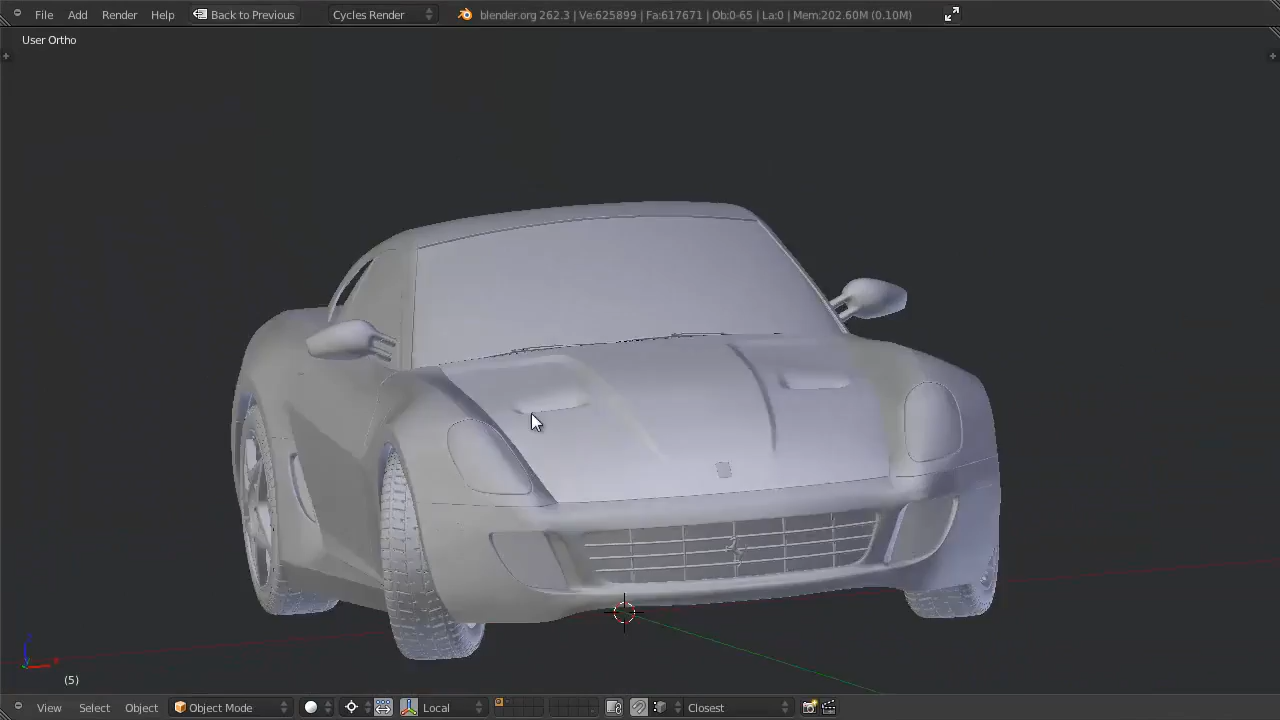 File Add Render Help Back to Previous Cycles Render blender.org 262.3 | Ve:625899 | Fa:617671 | Ob:0-65 | La:0 | Mem:202.60M (0.10M)
User Ortho
(5)
View Select Object Object Mode Local Closest